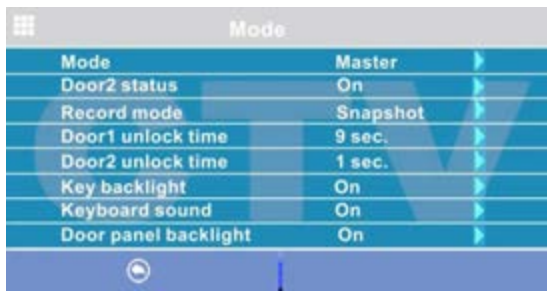 Mode
Mode Master
Door2 status On
Record mode Snapshot
Door1 unlock time 9 sec.
Door2 unlock time 1 sec.
Key backlight On
Keyboard sound On
Door panel backlight On
CTV